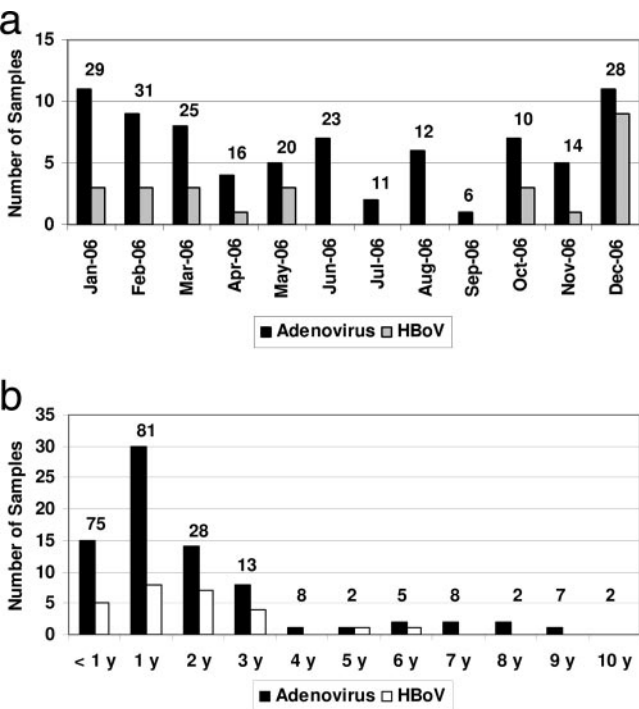 a
Number of Samples
15
10
5
0
29
31
25
16
20
23
11
12
6
10
14
28
Jan-06
Feb-06
Mar-06
Apr-06
May-06
Jun-06
Jul-06
Aug-06
Sep-06
Oct-06
Nov-06
Dec-06
Adenovirus HBoV
b
Number of Samples
35
30
25
20
15
10
5
0
75
81
28
13
8
2
5
8
2
7
2
< 1 y 1 y 2 y 3 y 4 y 5 y 6 y 7 y 8 y 9 y 10 y
Adenovirus HBoV